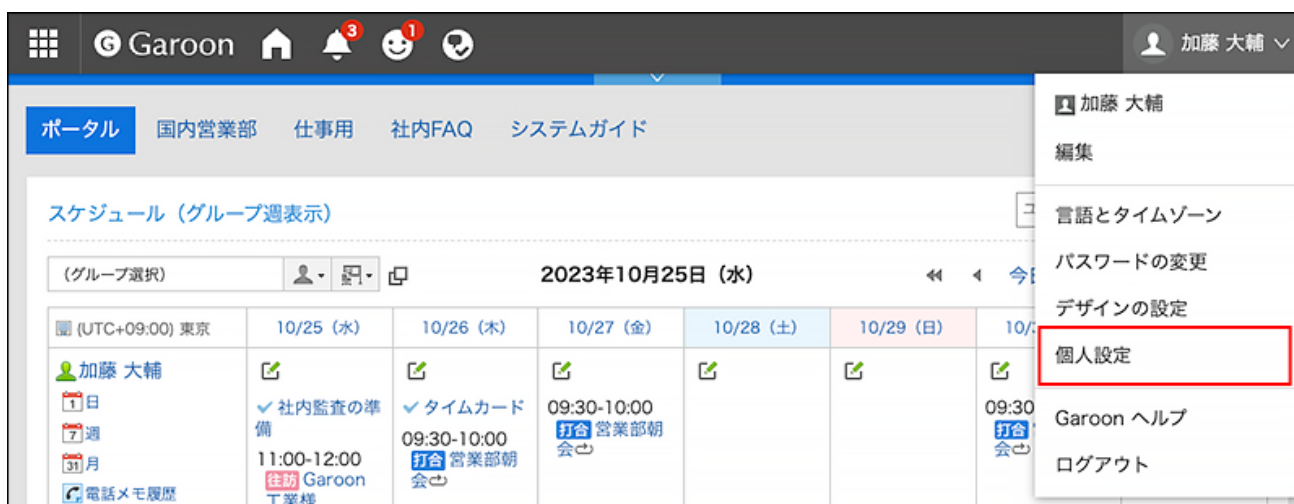 Garoon
3
1
加藤 大輔
加藤 大輔
編集
言語とタイムゾーン
パスワードの変更
デザインの設定
個人設定
Garoon ヘルプ
ログアウト
ポータル 国内営業部 仕事用 社内FAQ システムガイド
スケジュール（グループ週表示）
(グループ選択)
2023年10月25日（水）
(UTC+09:00) 東京
10/25（木）
10/26（木）
10/27（金）
10/28（土）
10/29（日）
10/
加藤 大輔
1 日
7 週
31 月
電話メモ履歴
社内監査の準
備
11:00-12:00
往訪 Garoon
工業様
タイムカード
09:30-10:00
打合 営業部朝
会
09:30-10:00
打合 営業部朝
会
09:30
打合
会